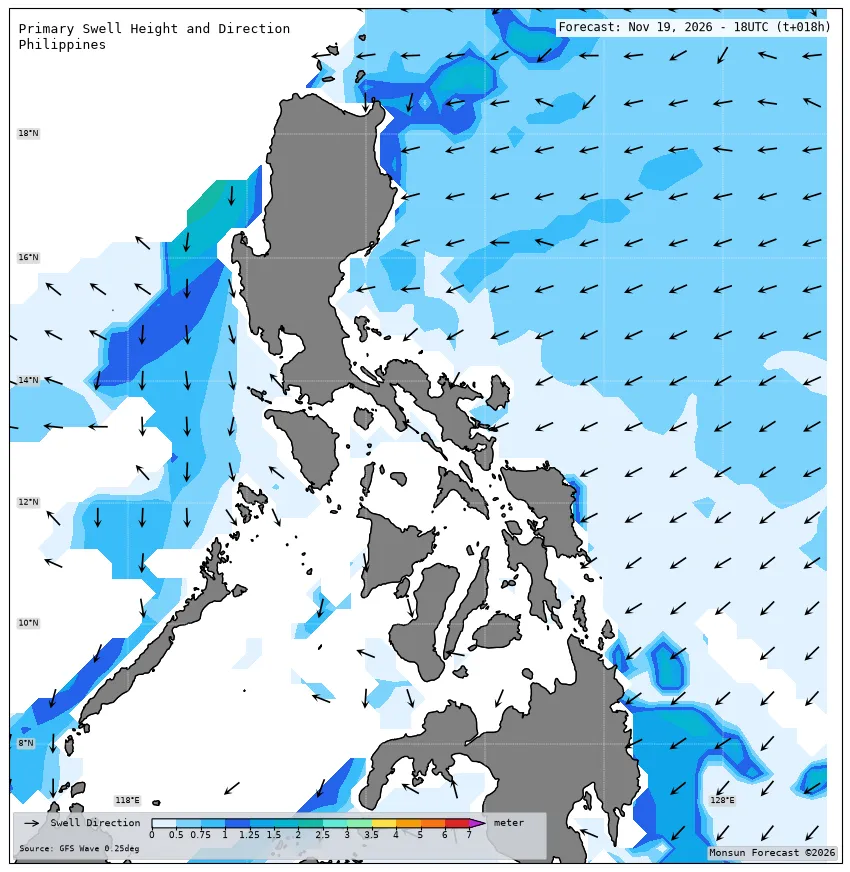 Primary Swell Height and Direction
Philippines
Forecast: Nov 19, 2026 - 18UTC (t+018h)
18°N
16°N
14°N
12°N
10°N
8°N
118°E
128°E
Swell Direction
0 0.5 0.75 1 1.25 1.5 2 2.5 3 3.5 4 5 6 7
meter
Source: GFS Wave 0.25deg
Monsun Forecast ©2026